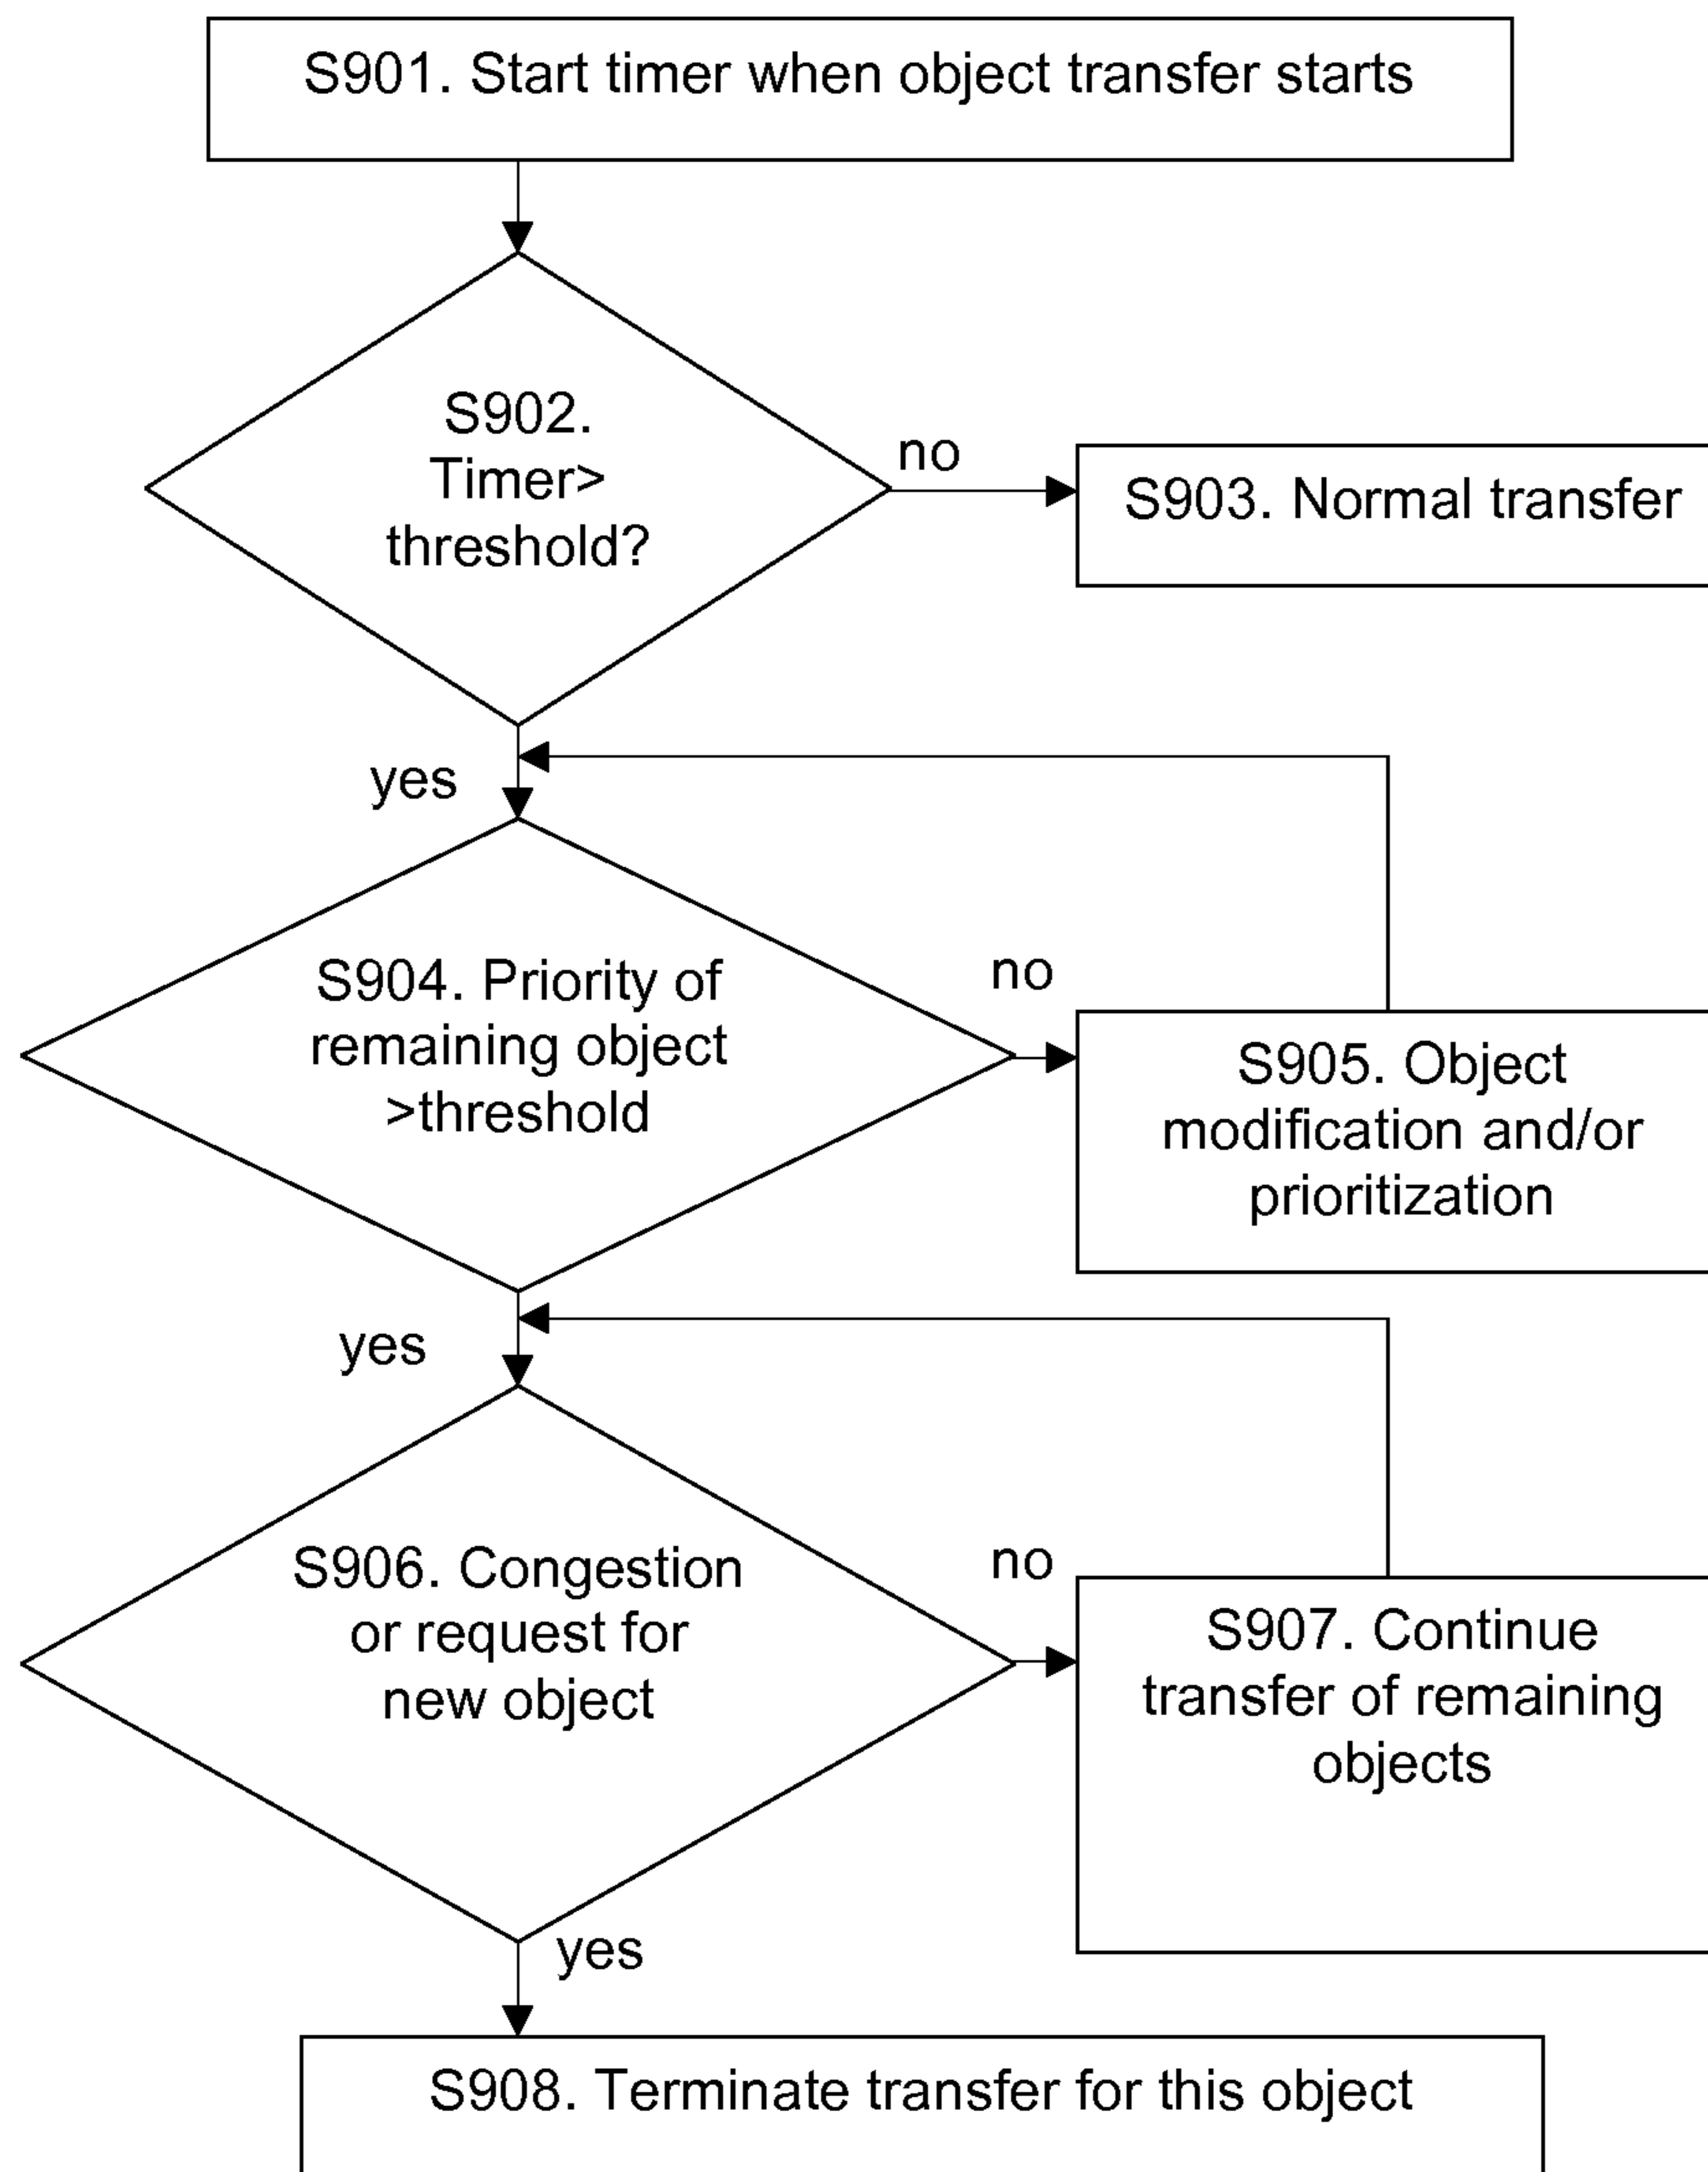 S901. Start timer when object transfer starts
S902.
Timer>
threshold?
no
S903. Normal transfer
yes
S904. Priority of
remaining object
>threshold
no
S905. Object
modification and/or
prioritization
yes
S906. Congestion
or request for
new object
no
S907. Continue
transfer of remaining
objects
yes
S908. Terminate transfer for this object